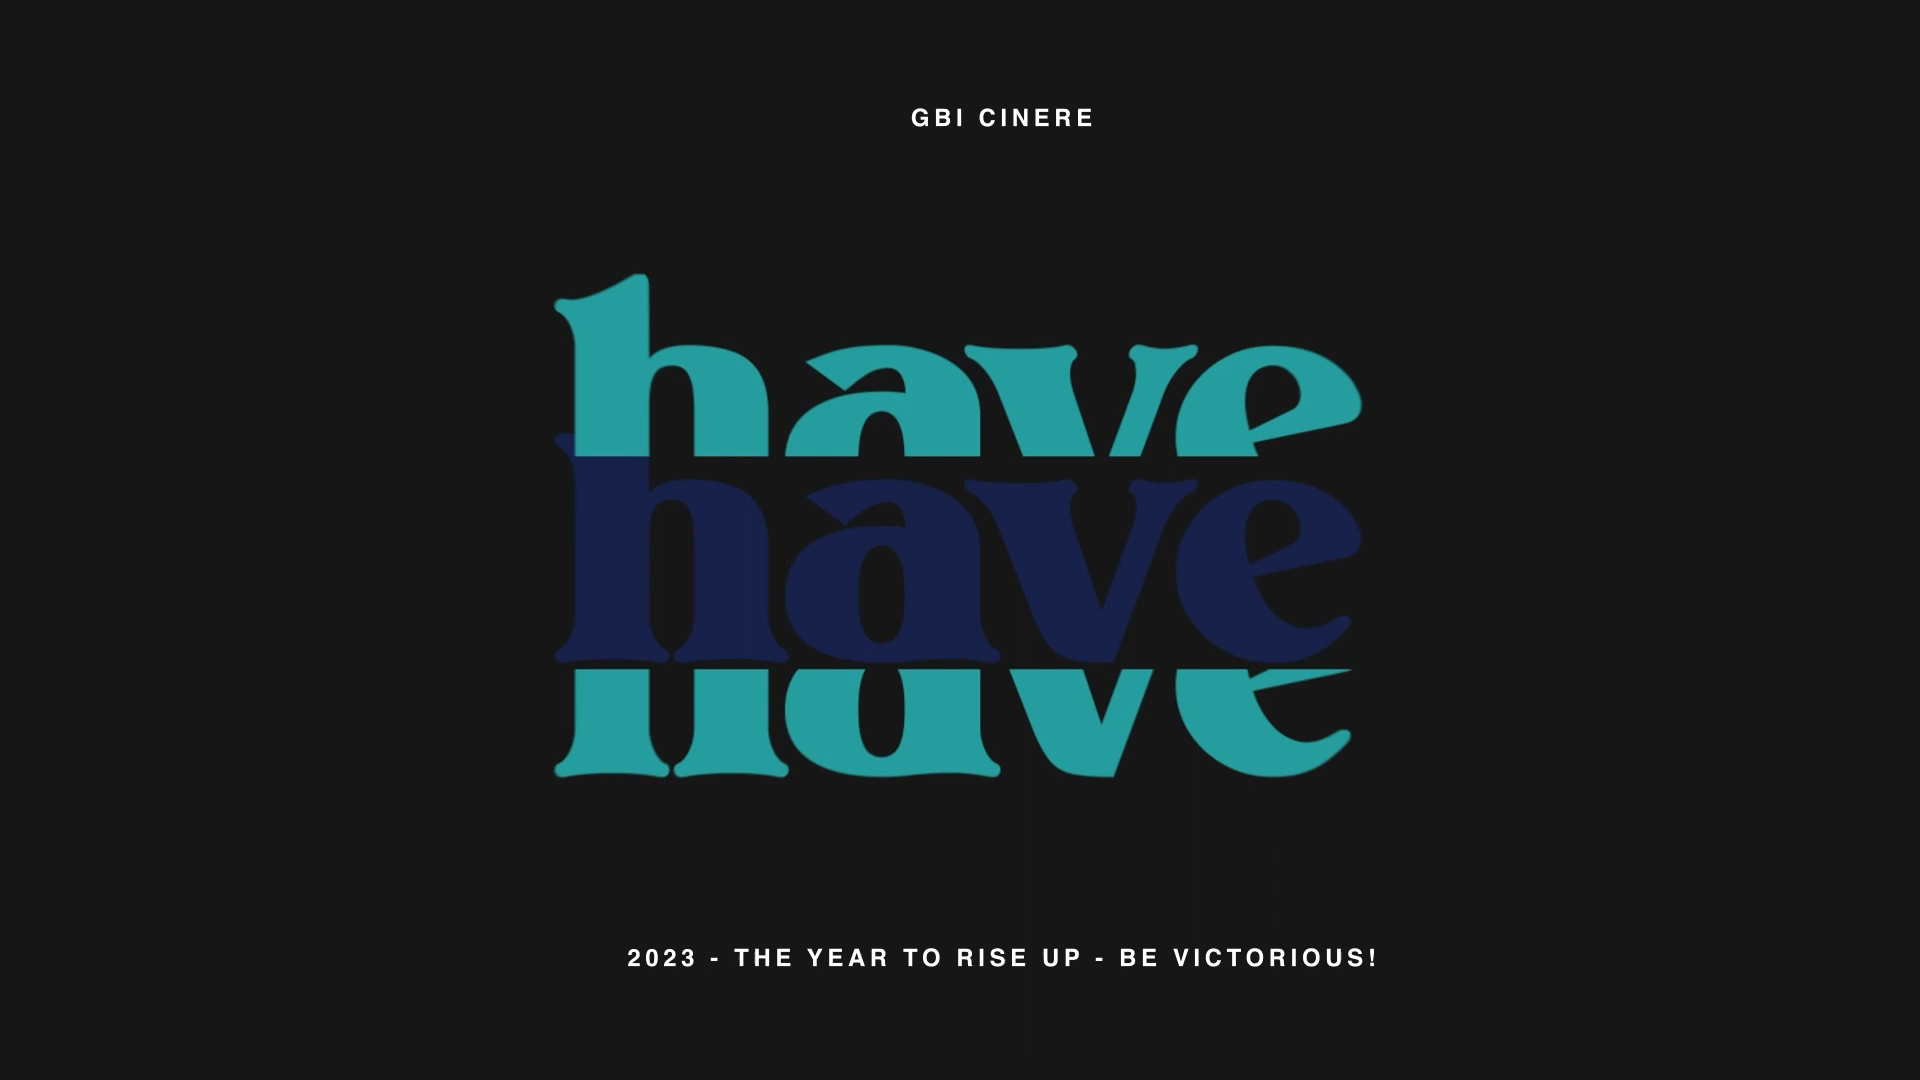 GBI CINERE
have
have
have
2023 - THE YEAR TO RISE UP - BE VICTORIOUS!